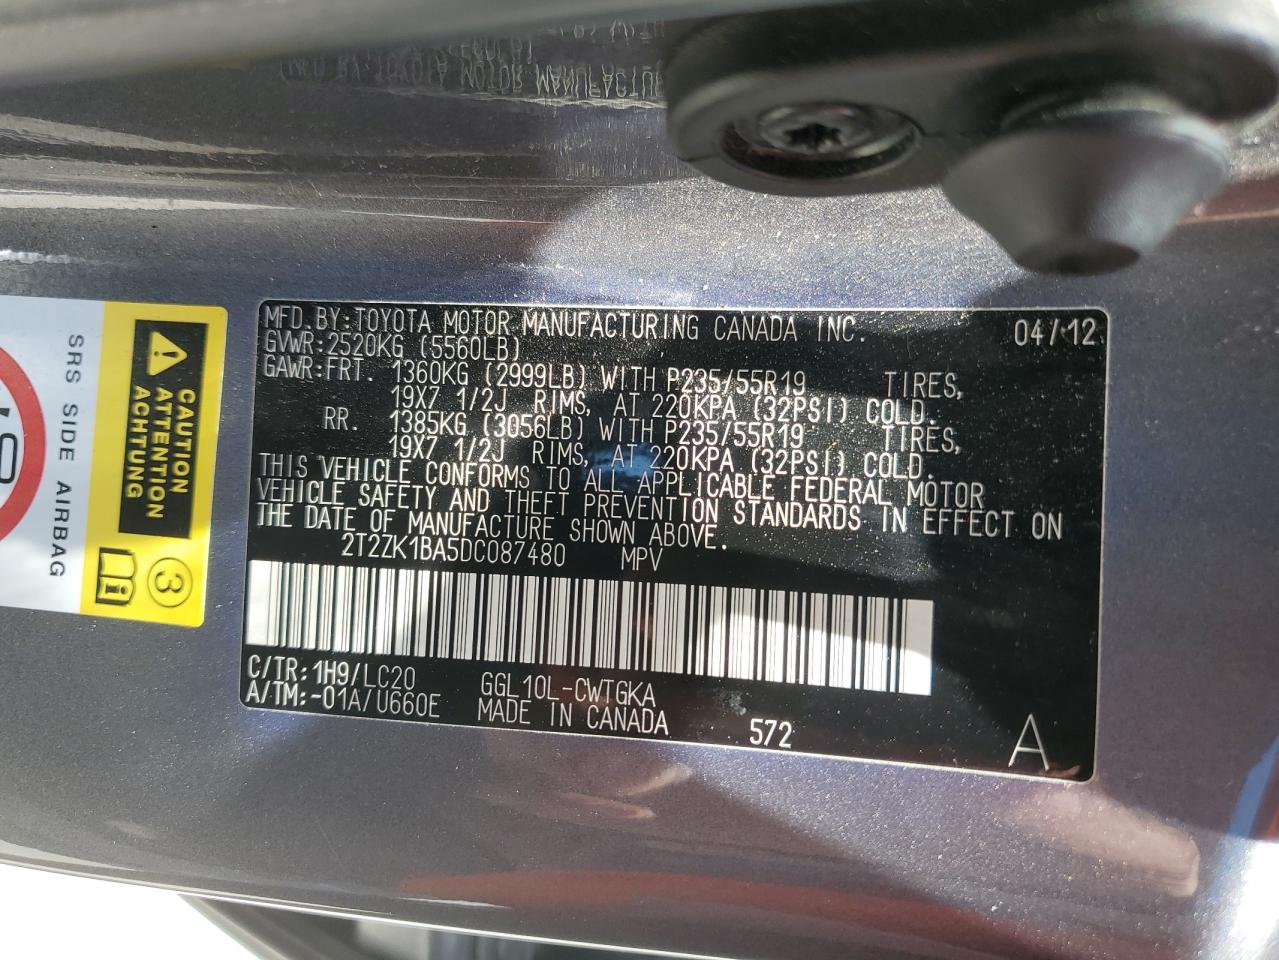 MFD.BY:TOYOTA MOTOR MANUFACTURING CANADA INC. 04/12
GVWR:2520KG (5560LB)
GAWR:FRT. 1360KG (2999LB) WITH P235/55R19 TIRES,
19X7 1/2J RIMS, AT 220KPA (32PSI) COLD.
RR. 1385KG (3056LB) WITH P235/55R19 TIRES,
19X7 1/2J RIMS, AT 220KPA (32PSI) COLD.
THIS VEHICLE CONFORMS TO ALL APPLICABLE FEDERAL MOTOR
VEHICLE SAFETY AND THEFT PREVENTION STANDARDS IN EFFECT ON
THE DATE OF MANUFACTURE SHOWN ABOVE.
2T2ZK1BA5DC087480 MPV
C/TR:1H9/LC20 GGL10L-CWTGKA
A/TM:-01A/U660E MADE IN CANADA 572 A
SRS SIDE AIRBAG
CAUTION
ATTENTION
ACHTUNG
3